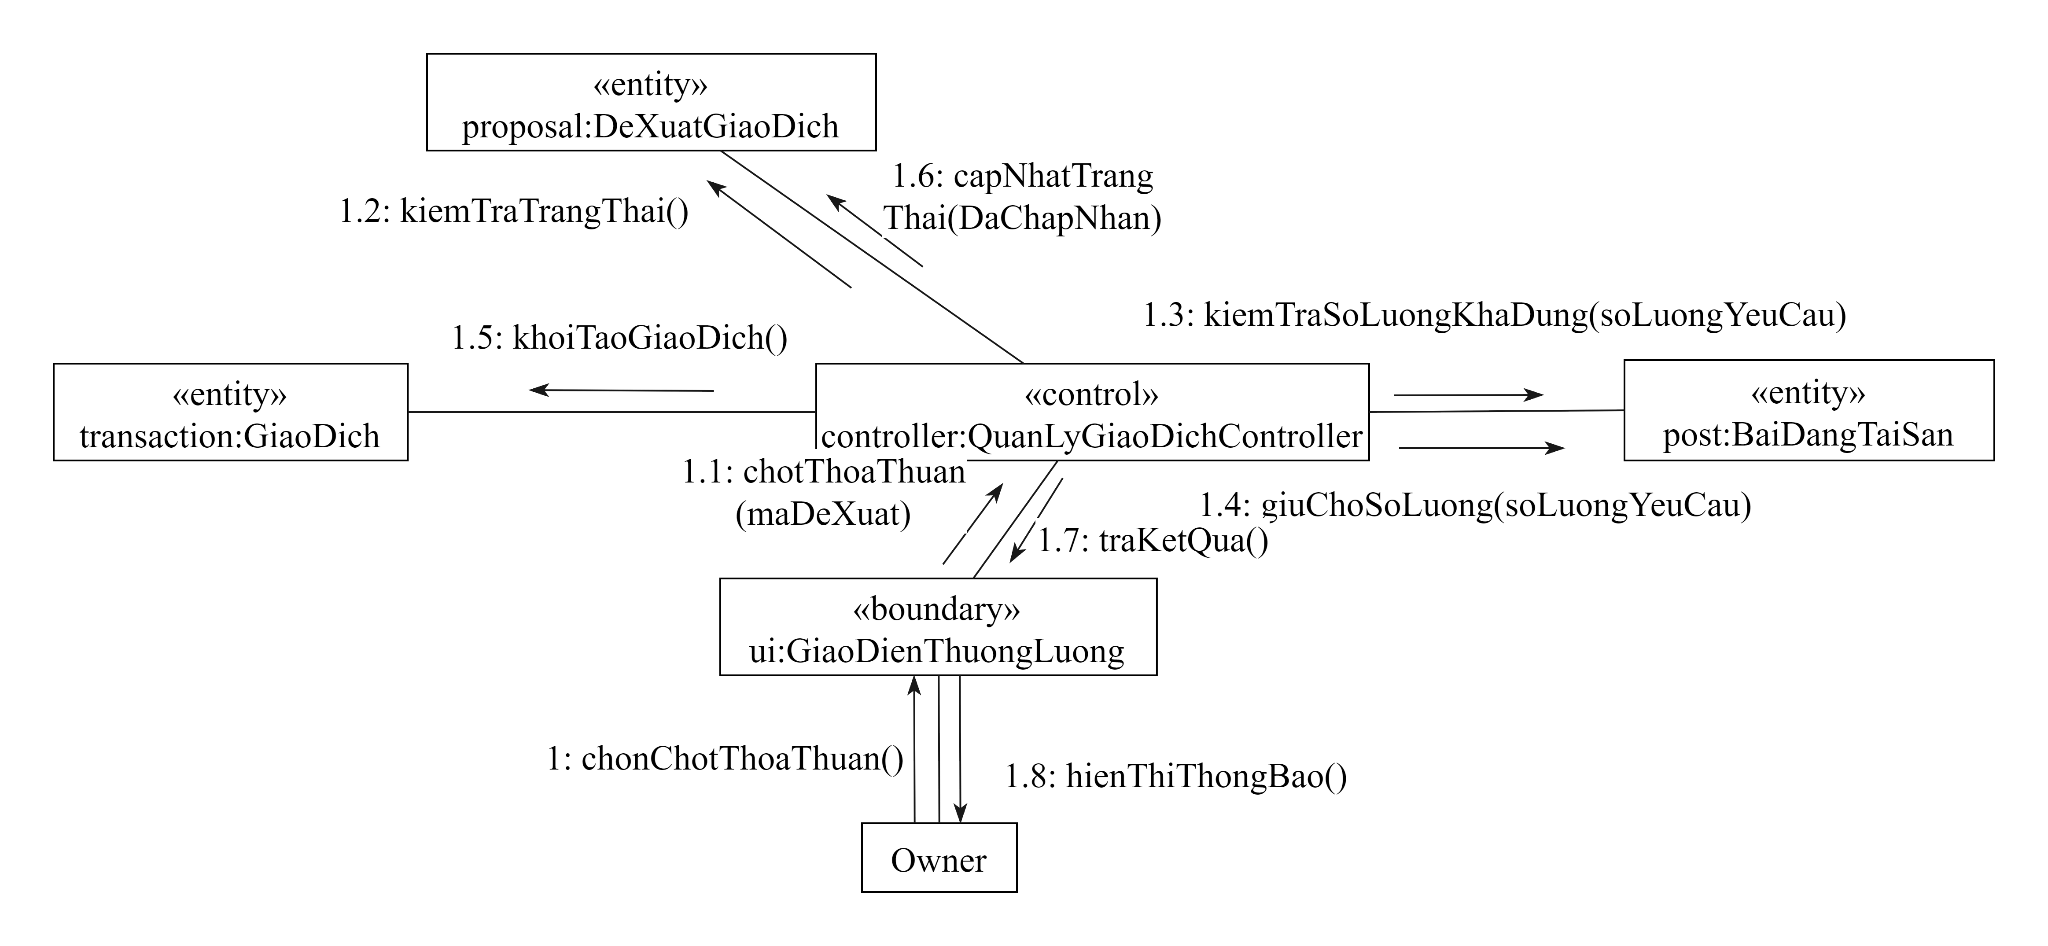 «entity»
proposal:DeXuatGiaoDich
1.6: capNhatTrang
Thai(DaChapNhan)
1.2: kiemTraTrangThai()
1.3: kiemTraSoLuongKhaDung(soLuongYeuCau)
1.5: khoiTaoGiaoDich()
«entity»
transaction:GiaoDich
«control»
controller:QuanLyGiaoDichController
«entity»
post:BaiDangTaiSan
1.1: chotThoaThuan
(maDeXuat)
1.4: giuChoSoLuong(soLuongYeuCau)
1.7: traKetQua()
«boundary»
ui:GiaoDienThuongLuong
1: chonChotThoaThuan()
1.8: hienThiThongBao()
Owner